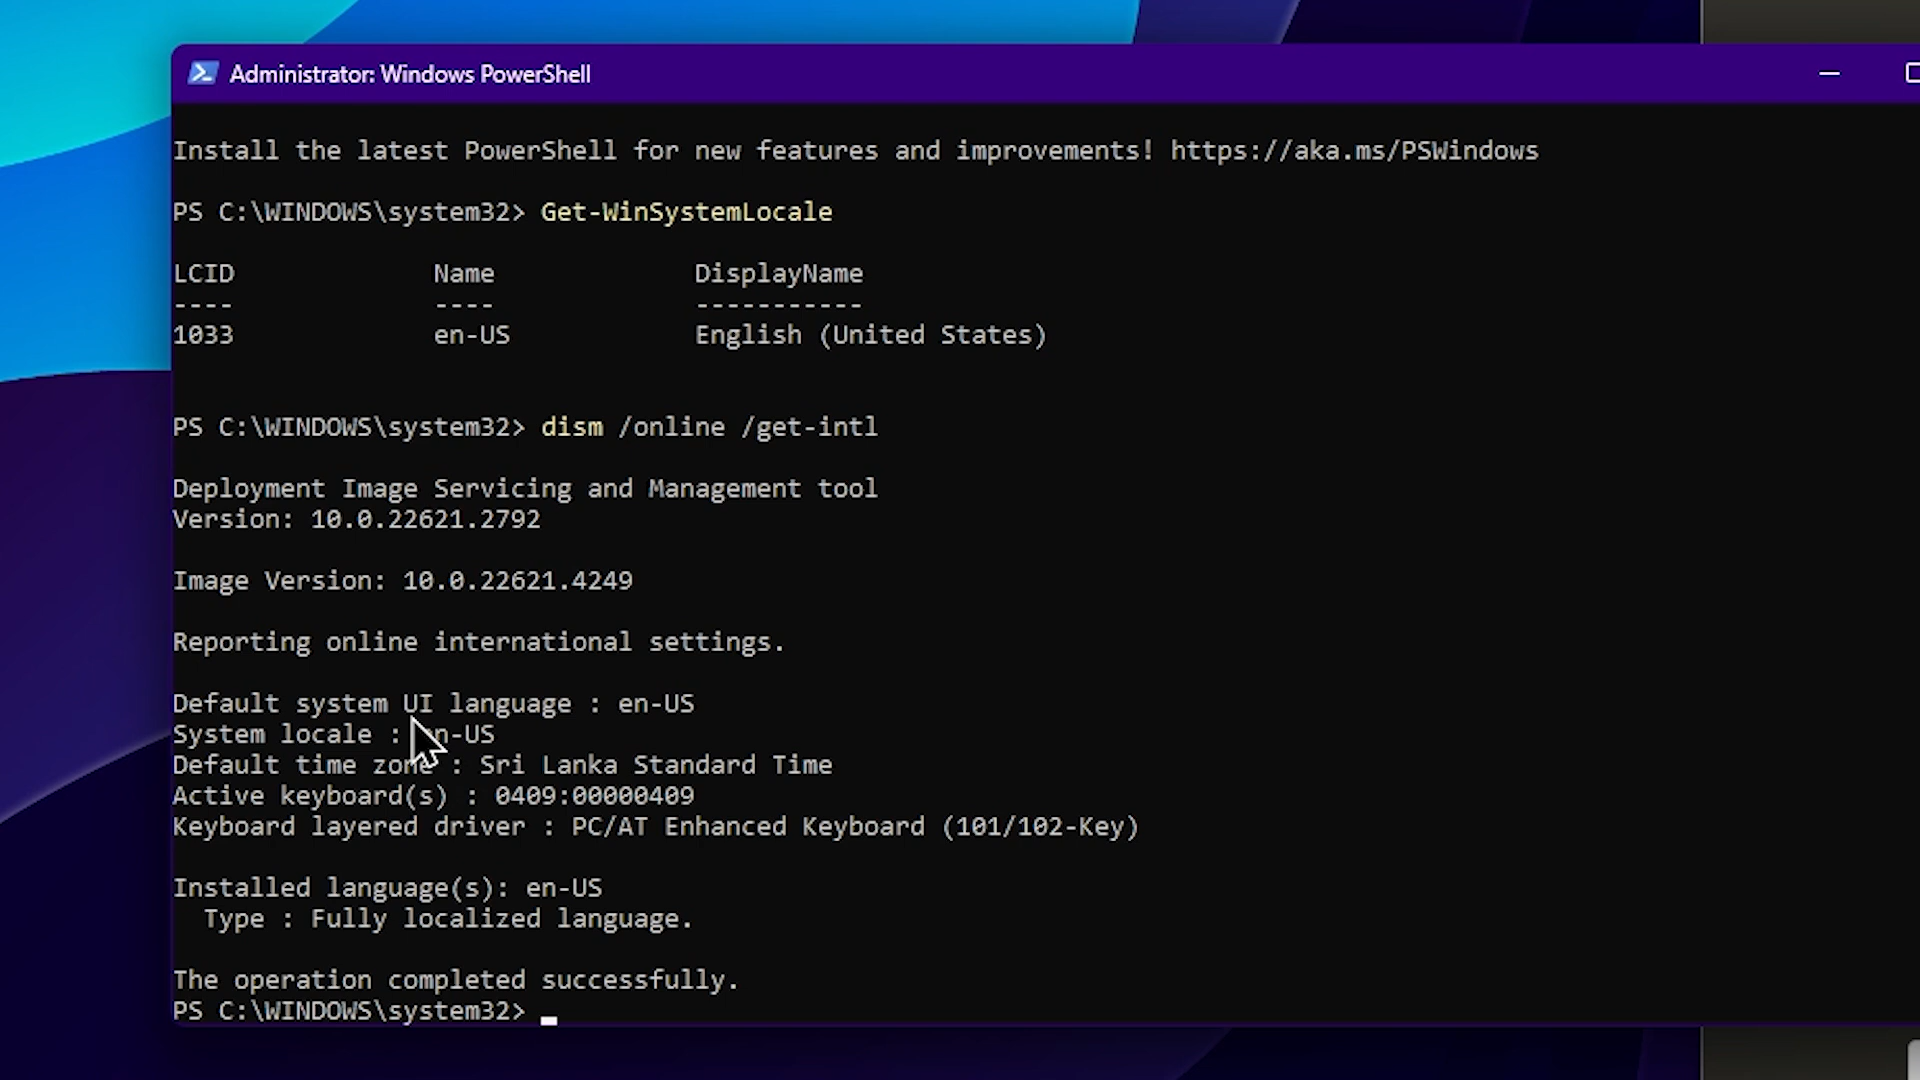 Administrator: Windows PowerShell
Install the latest PowerShell for new features and improvements! https://aka.ms/PSWindows
PS C:\WINDOWS\system32> Get-WinSystemLocale
LCID Name DisplayName
---- ---- -----------
1033 en-US English (United States)
PS C:\WINDOWS\system32> dism /online /get-intl
Deployment Image Servicing and Management tool
Version: 10.0.22621.2792
Image Version: 10.0.22621.4249
Reporting online international settings.
Default system UI language : en-US
System locale : en-US
Default time zone : Sri Lanka Standard Time
Active keyboard(s) : 0409:00000409
Keyboard layered driver : PC/AT Enhanced Keyboard (101/102-Key)
Installed language(s): en-US
Type : Fully localized language.
The operation completed successfully.
PS C:\WINDOWS\system32>